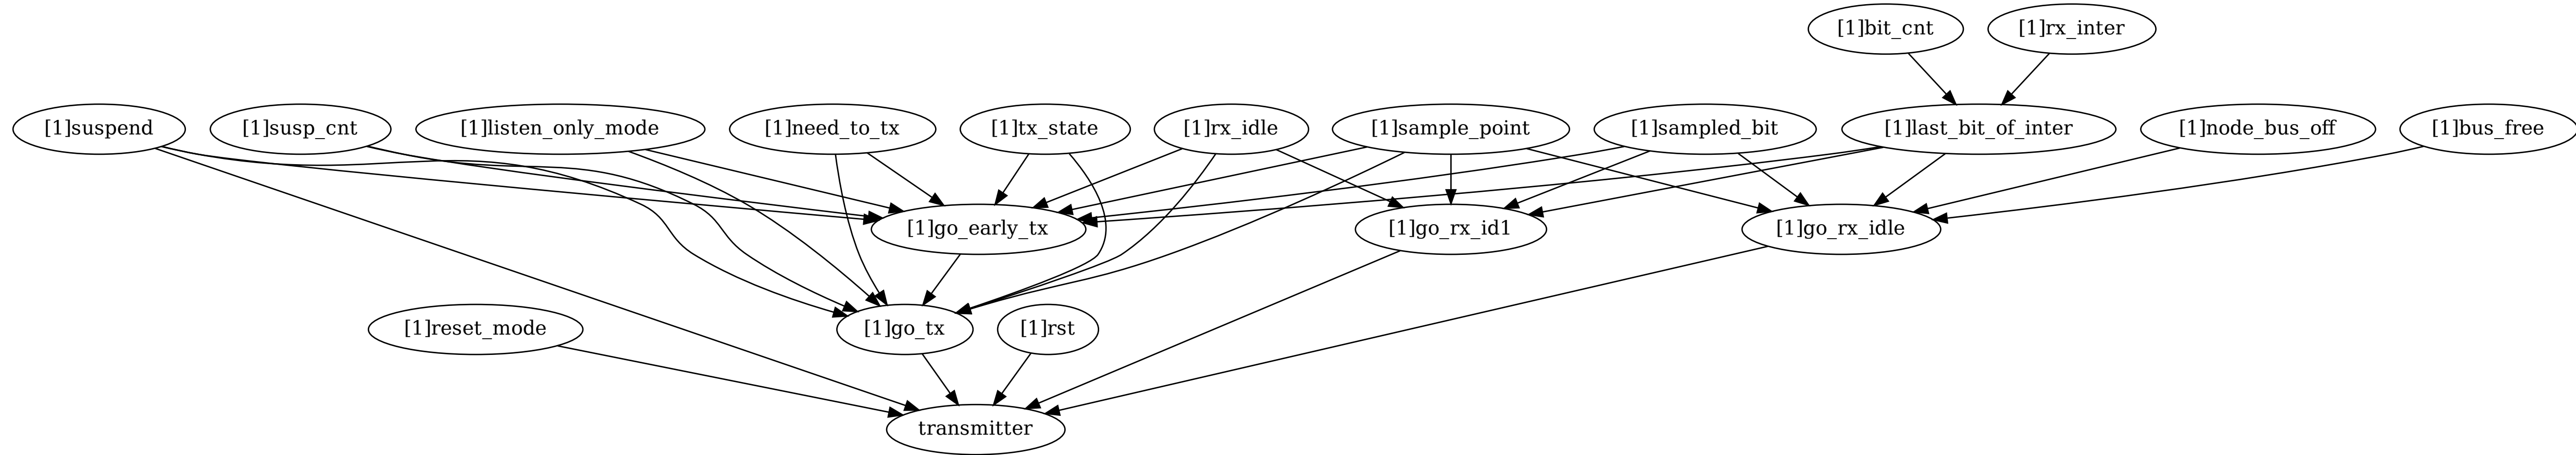 [1]bit_cnt
[1]rx_inter
[1]suspend
[1]susp_cnt
[1]listen_only_mode
[1]need_to_tx
[1]tx_state
[1]rx_idle
[1]sample_point
[1]sampled_bit
[1]last_bit_of_inter
[1]node_bus_off
[1]bus_free
[1]go_early_tx
[1]go_rx_id1
[1]go_rx_idle
[1]reset_mode
[1]go_tx
[1]rst
transmitter